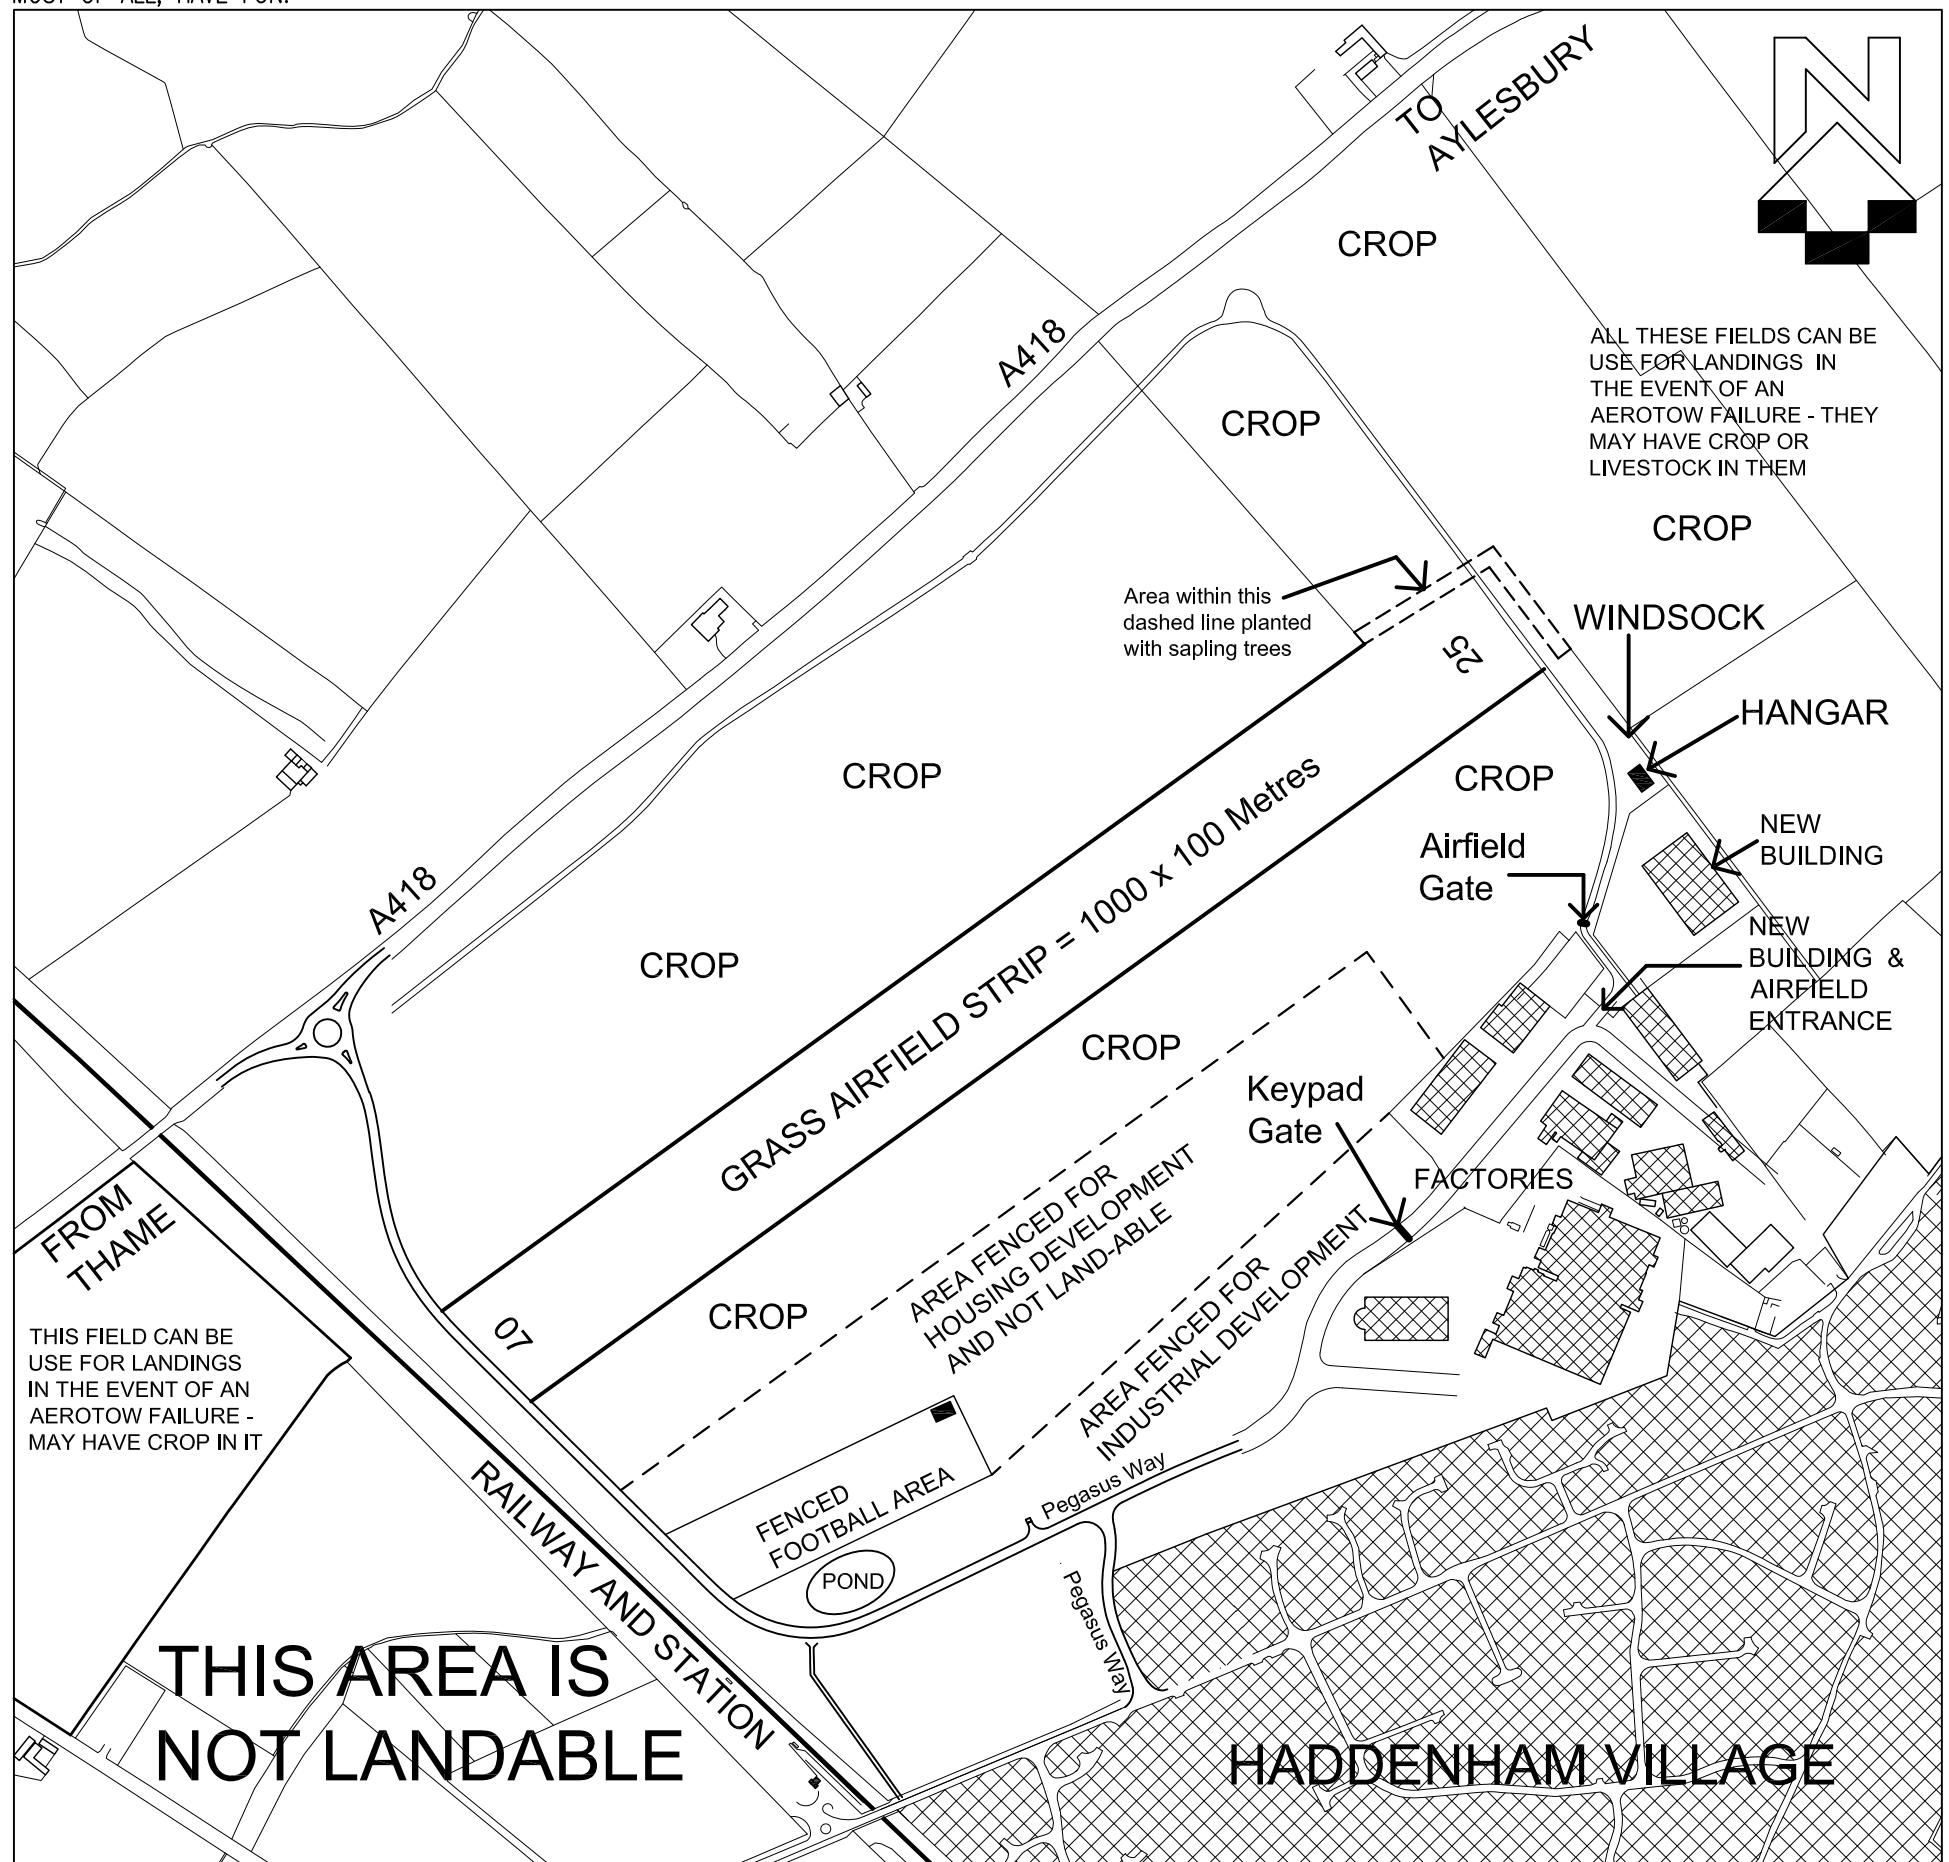 TO
AYLESBURY
N
CROP
A418
ALL THESE FIELDS CAN BE
USE FOR LANDINGS IN
THE EVENT OF AN
AEROTOW FAILURE - THEY
MAY HAVE CROP OR
LIVESTOCK IN THEM
CROP
CROP
Area within this
dashed line planted
with sapling trees
25
WINDSOCK
HANGAR
CROP
CROP
NEW
BUILDING
Airfield
Gate
A418
CROP
GRASS AIRFIELD STRIP = 1000 x 100 Metres
NEW
BUILDING &
AIRFIELD
ENTRANCE
CROP
Keypad
Gate
FACTORIES
FROM
THAME
AREA FENCED FOR
HOUSING DEVELOPMENT
AND NOT LAND-ABLE
AREA FENCED FOR
INDUSTRIAL DEVELOPMENT
CROP
07
THIS FIELD CAN BE
USE FOR LANDINGS
IN THE EVENT OF AN
AEROTOW FAILURE -
MAY HAVE CROP IN IT
RAILWAY AND STATION
FENCED
FOOTBALL AREA
Pegasus Way
POND
Pegasus Way
THIS AREA IS
NOT LANDABLE
HADDENHAM VILLAGE